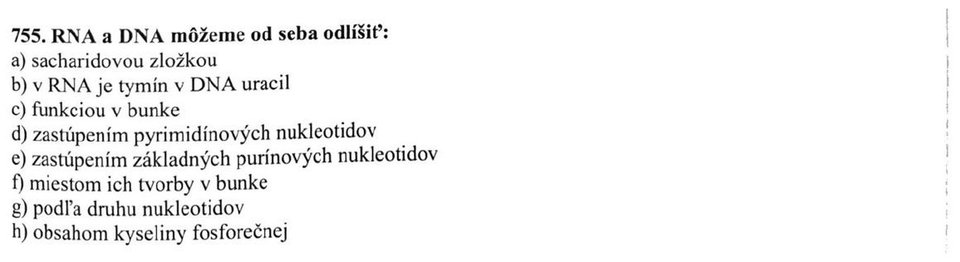 755. RNA a DNA môžeme od seba odlíšiť:
a) sacharidovou zložkou
b) v RNA je tymín v DNA uracil
c) funkciou v bunke
d) zastúpením pyrimidínových nukleotidov
e) zastúpením základných purínových nukleotidov
f) miestom ich tvorby v bunke
g) podľa druhu nukleotidov
h) obsahom kyseliny fosforečnej